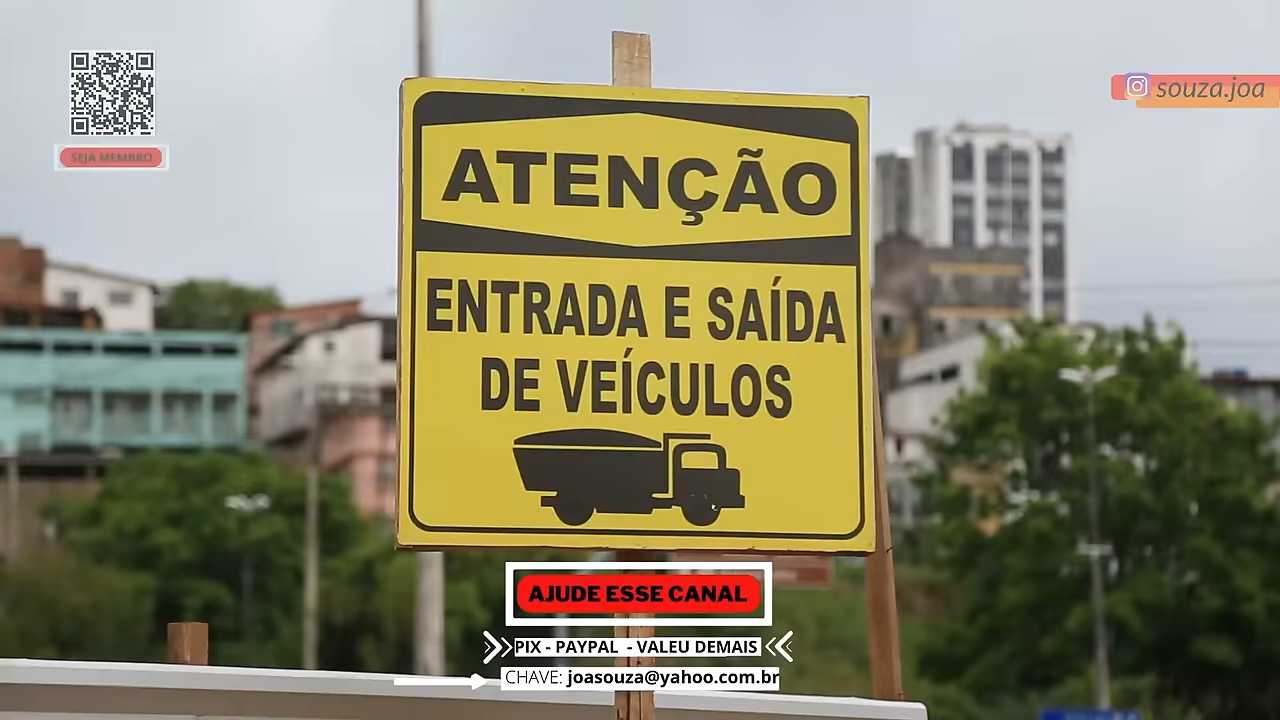 SEJA MEMBRO
souza.joa
ATENÇÃO
ENTRADA E SAÍDA
DE VEÍCULOS
AJUDE ESSE CANAL
PIX - PAYPAL - VALEU DEMAIS
CHAVE: joasouza@yahoo.com.br